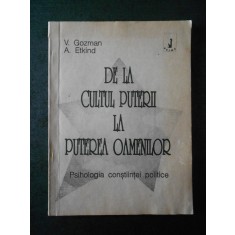 V. Gozman
A. Etkind
J
DE LA
CULTUL PUTERII
LA
PUTEREA OAMENILOR
Psihologia conştiinţei politice